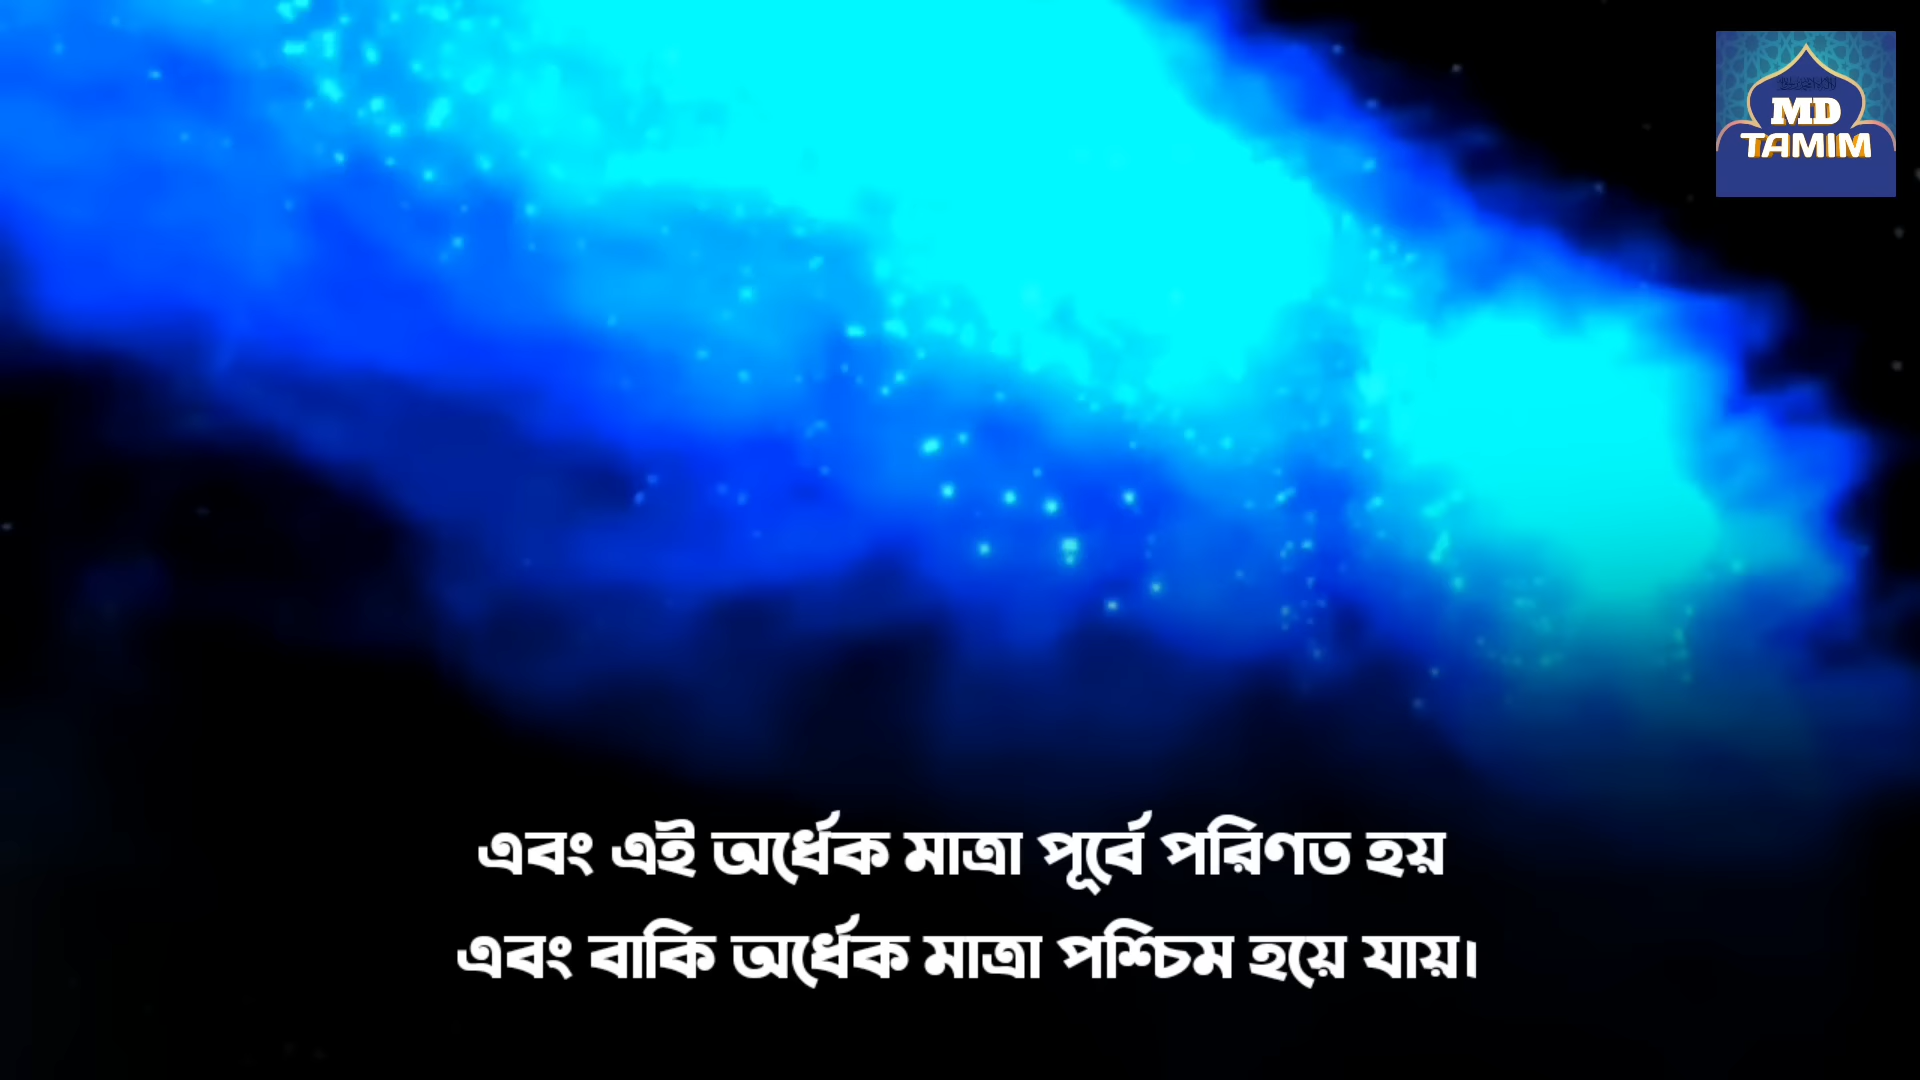 MD
TAMIM
এবং এই অর্ধেক মাত্রা পূর্বে পরিণত হয়
এবং বাকি অর্ধেক মাত্রা পশ্চিম হয়ে যায়।